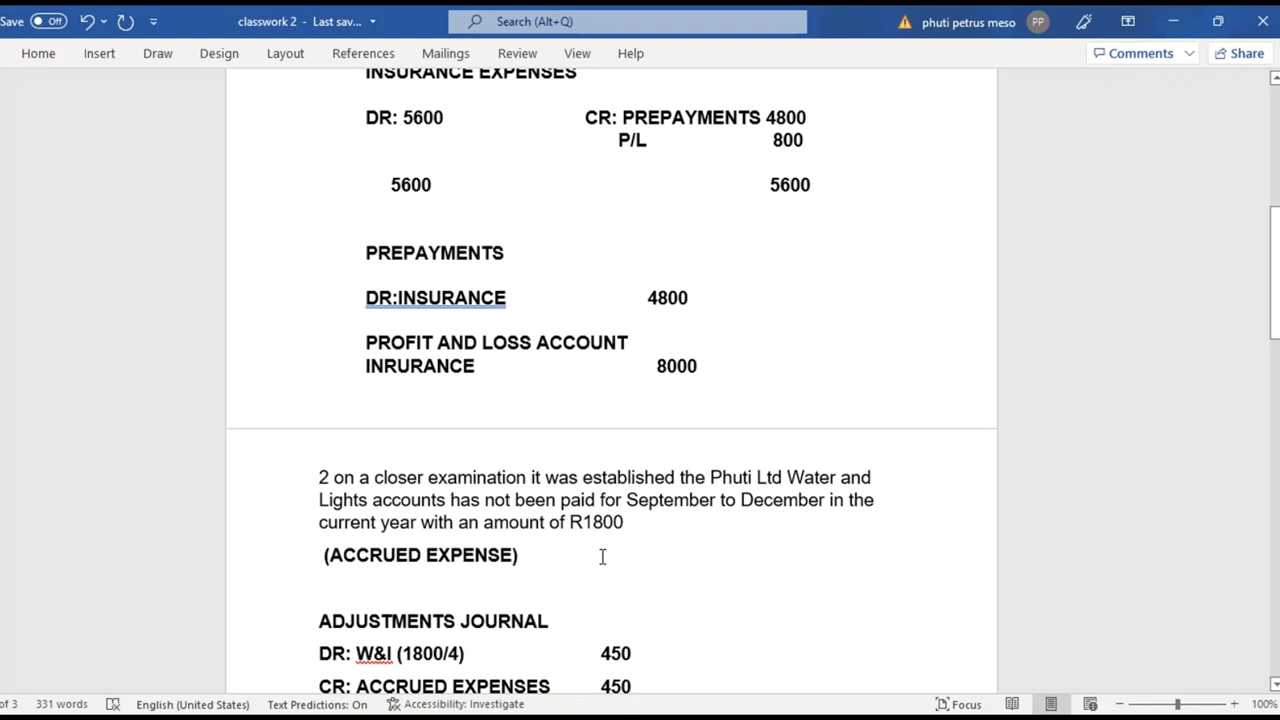 Save Off classwork 2 - Last sav... Search (Alt+Q) phuti petrus meso PP
Home Insert Draw Design Layout References Mailings Review View Help Comments Share
INSURANCE EXPENSES
DR: 5600 CR: PREPAYMENTS 4800
P/L 800
5600 5600
PREPAYMENTS
DR:INSURANCE 4800
PROFIT AND LOSS ACCOUNT
INRURANCE 8000
2 on a closer examination it was established the Phuti Ltd Water and
Lights accounts has not been paid for September to December in the
current year with an amount of R1800
(ACCRUED EXPENSE)
ADJUSTMENTS JOURNAL
DR: W&I (1800/4) 450
CR: ACCRUED EXPENSES 450
of 3 331 words English (United States) Text Predictions: On Accessibility: Investigate Focus 100%